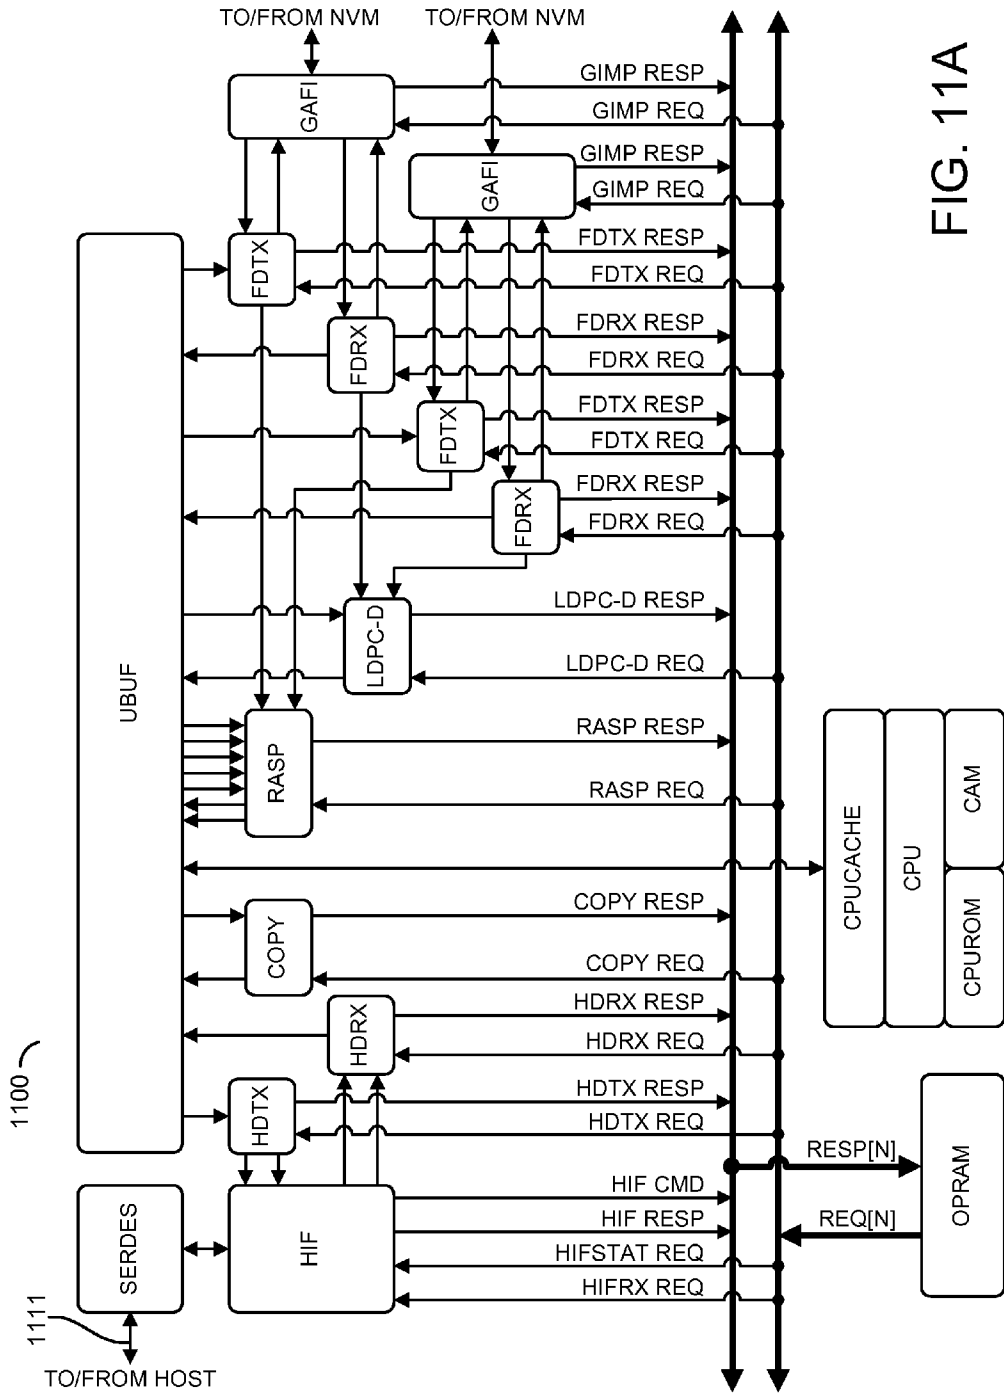 TO/FROM NVM
TO/FROM NVM
GAFI
GIMP RESP
GIMP REQ
GAFI
GIMP RESP
GIMP REQ
FDTX
FDTX RESP
FDTX REQ
FDRX
FDRX RESP
FDRX REQ
FDTX
FDTX RESP
FDTX REQ
FDRX
FDRX RESP
FDRX REQ
UBUF
LDPC-D
LDPC-D RESP
LDPC-D REQ
RASP
RASP RESP
RASP REQ
CPUCACHE
CPU
CPUROM
CAM
COPY
COPY RESP
COPY REQ
HDRX
HDRX RESP
HDRX REQ
1100
HDTX
HDTX RESP
HDTX REQ
RESP[N]
REQ[N]
OPRAM
SERDES
HIF
HIF CMD
HIF RESP
HIFSTAT REQ
HIFRX REQ
1111
TO/FROM HOST
FIG. 11A